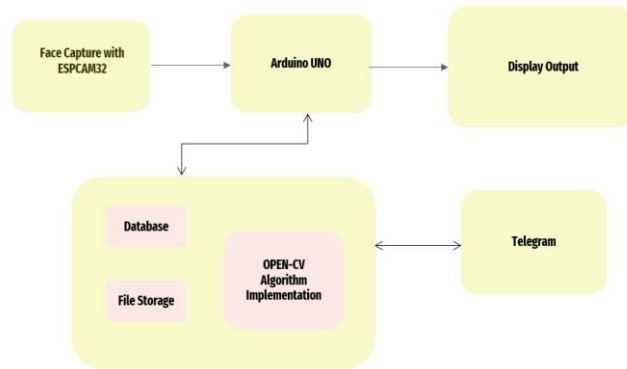 Face Capture with
ESPCAM32
Arduino UNO
Display Output
Database
File Storage
OPEN-CV
Algorithm
Implementation
Telegram